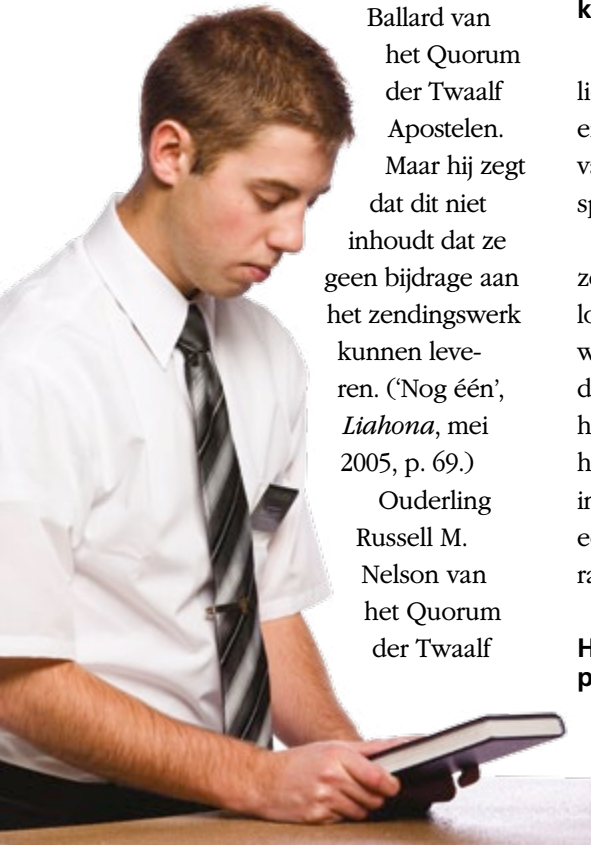 Ballard van
het Quorum
der Twaalf
Apostelen.
Maar hij zegt
dat dit niet
inhoudt dat ze
geen bijdrage aan
het zendingswerk
kunnen leve-
ren. (‘Nog één’,
Liahona, mei
2005, p. 69.)
Ouderling
Russell M.
Nelson van
het Quorum
der Twaalf